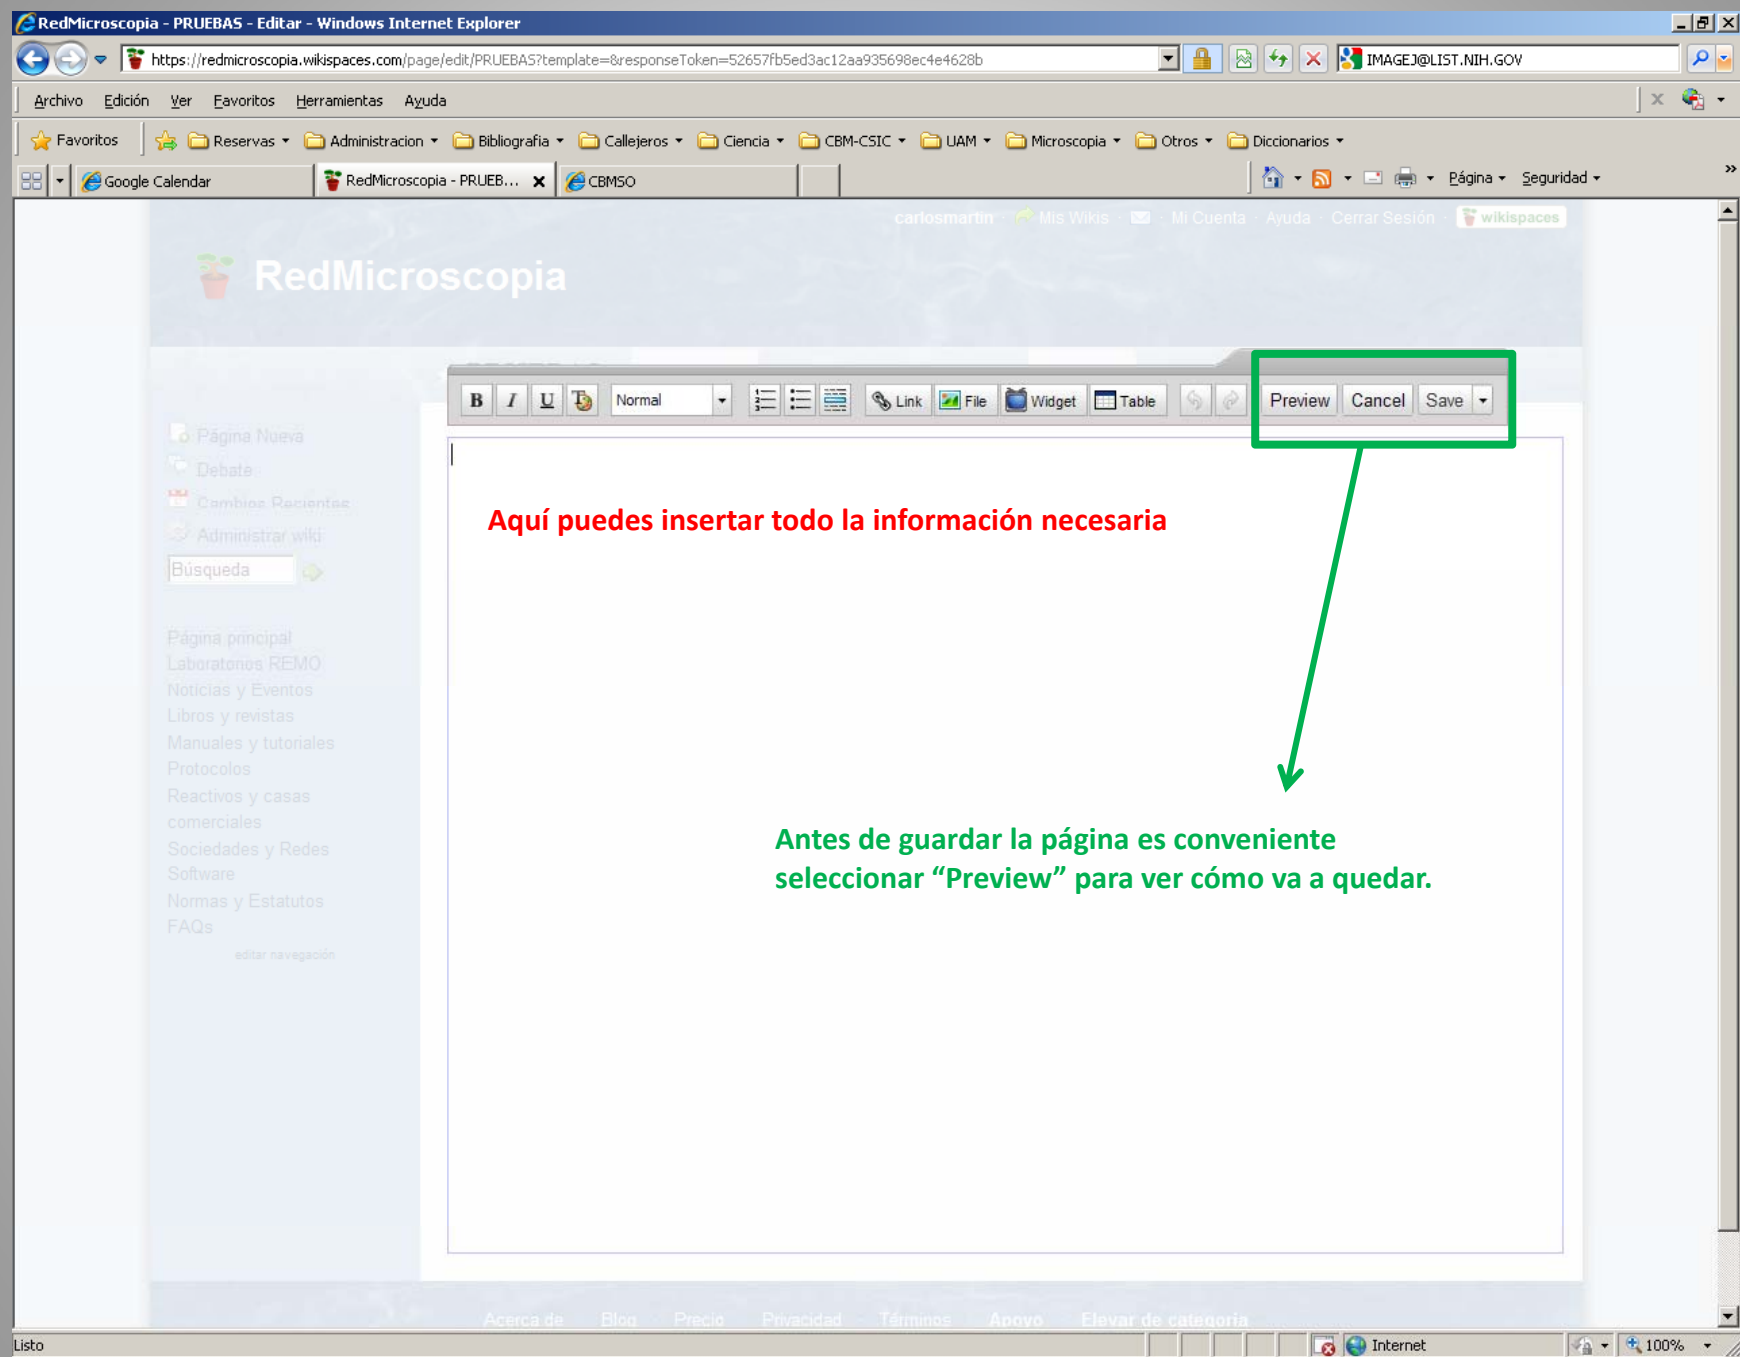 RedMicroscopia - PRUEBAS - Editar - Windows Internet Explorer
https://redmicroscopia.wikispaces.com/page/edit/PRUEBAS?template=&responseToken=52657fb5ed3ac12aa935698ec4e4628b IMAGEJ@LIST.NIH.GOV
Archivo Edición Ver Favoritos Herramientas Ayuda
Favoritos Reservas Administracion Bibliografia Callejeros Ciencia CBM-CSIC UAM Microscopia Otros Diccionarios
Google Calendar RedMicroscopia - PRUEB... CBMSO Página Seguridad
carlosmartin Mis Wikis Mi Cuenta Ayuda Cerrar Sesión wikispaces
RedMicroscopia
B I U Normal Link File Widget Table Preview Cancel Save
Página Nueva
Debate
Cambios Recientes
Administrar wiki
Búsqueda
Aquí puedes insertar todo la información necesaria
Página principal
Laboratorios REMO
Noticias y Eventos
Libros y revistas
Manuales y tutoriales
Protocolos
Reactivos y casas
comerciales
Sociedades y Redes
Software
Normas y Estatutos
FAQs
editar navegación
Antes de guardar la página es conveniente
seleccionar “Preview” para ver cómo va a quedar.
Acerca de Blog Precio Privacidad Términos Apoyo Elevar de categoría
Listo Internet 100%